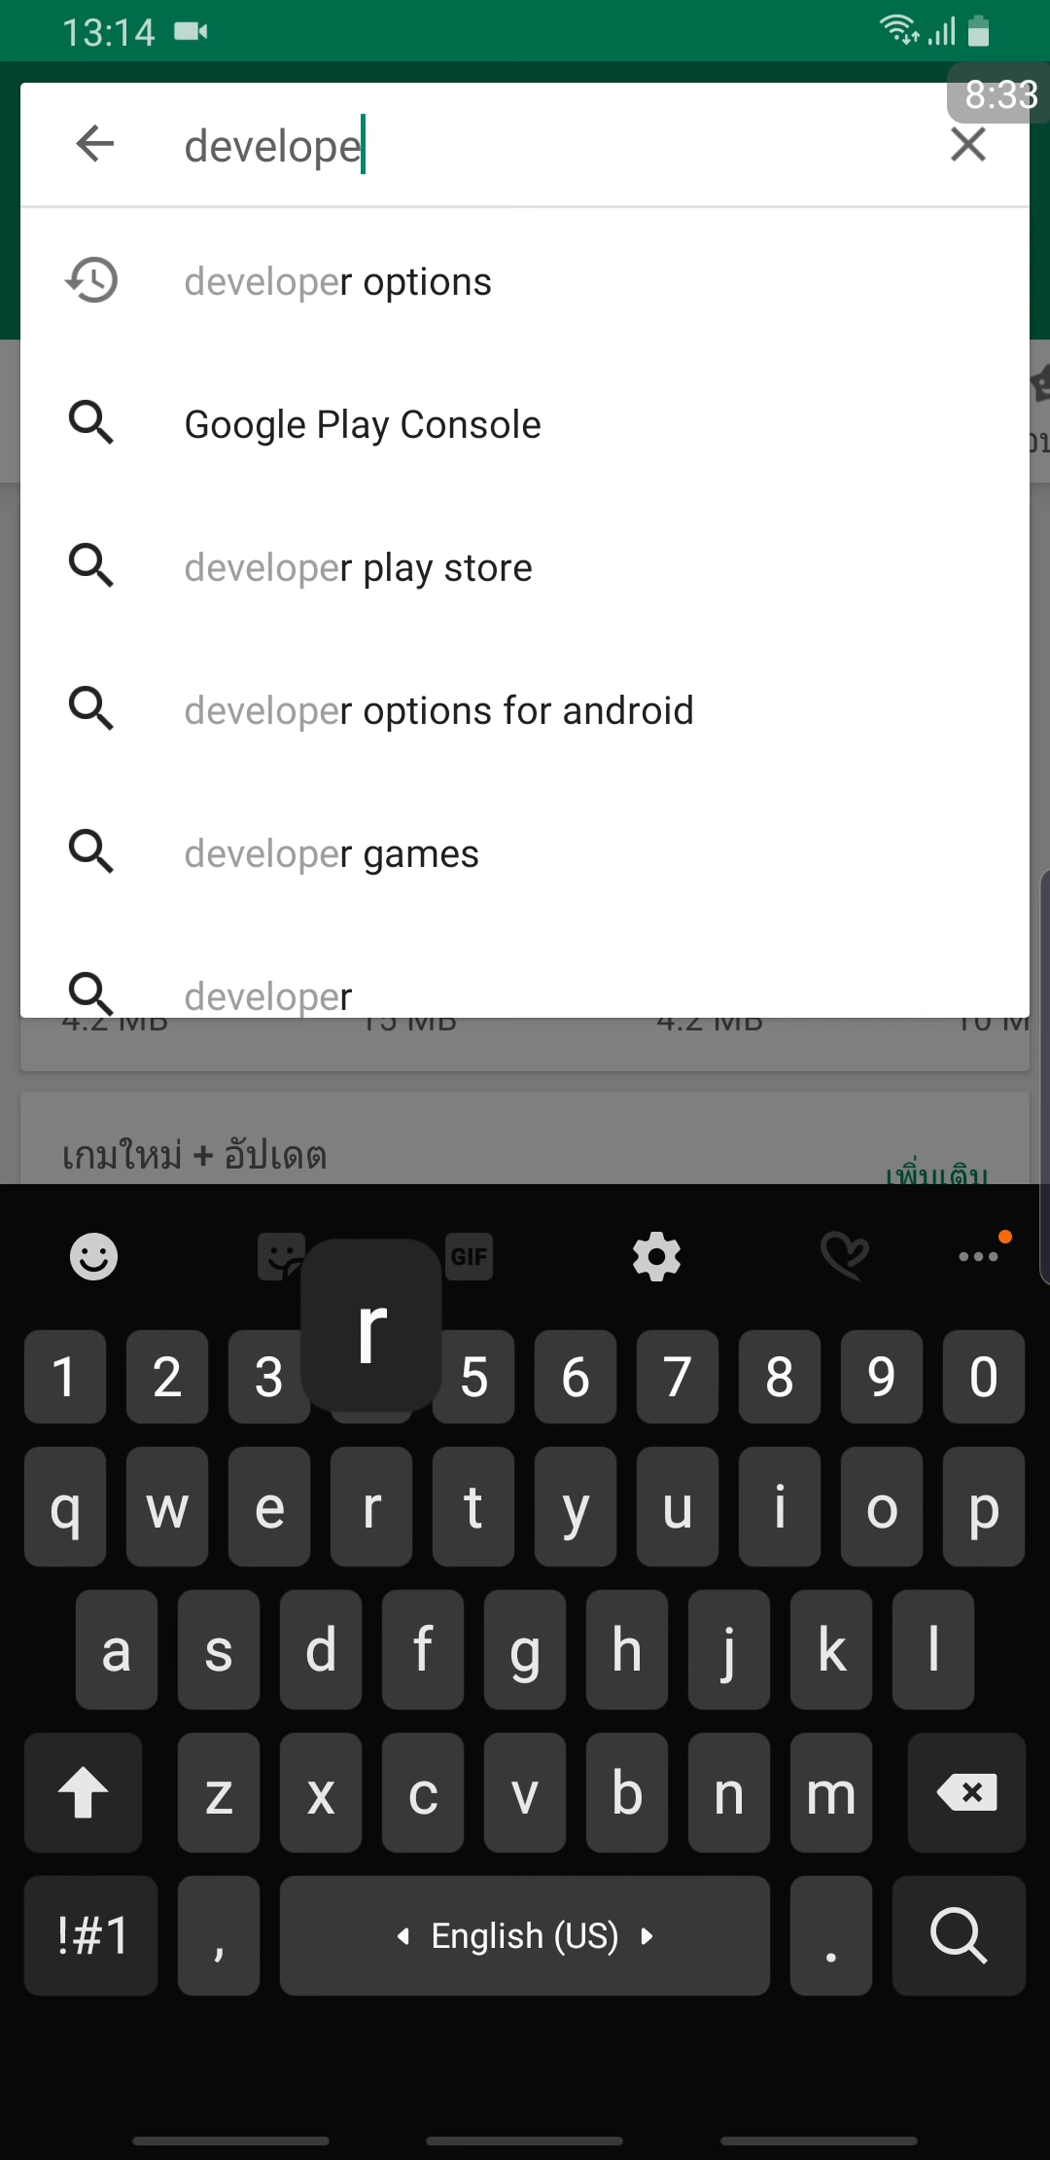 13:14
8:33
develope
developer options
Google Play Console
developer play store
developer options for android
developer games
developer
4.2 MB 15 MB 4.2 MB
เกมใหม่ + อัปเดต
เพิ่มเติม
GIF
r
1 2 3 5 6 7 8 9 0
q w e r t y u i o p
a s d f g h j k l
z x c v b n m
!#1 , English (US) .